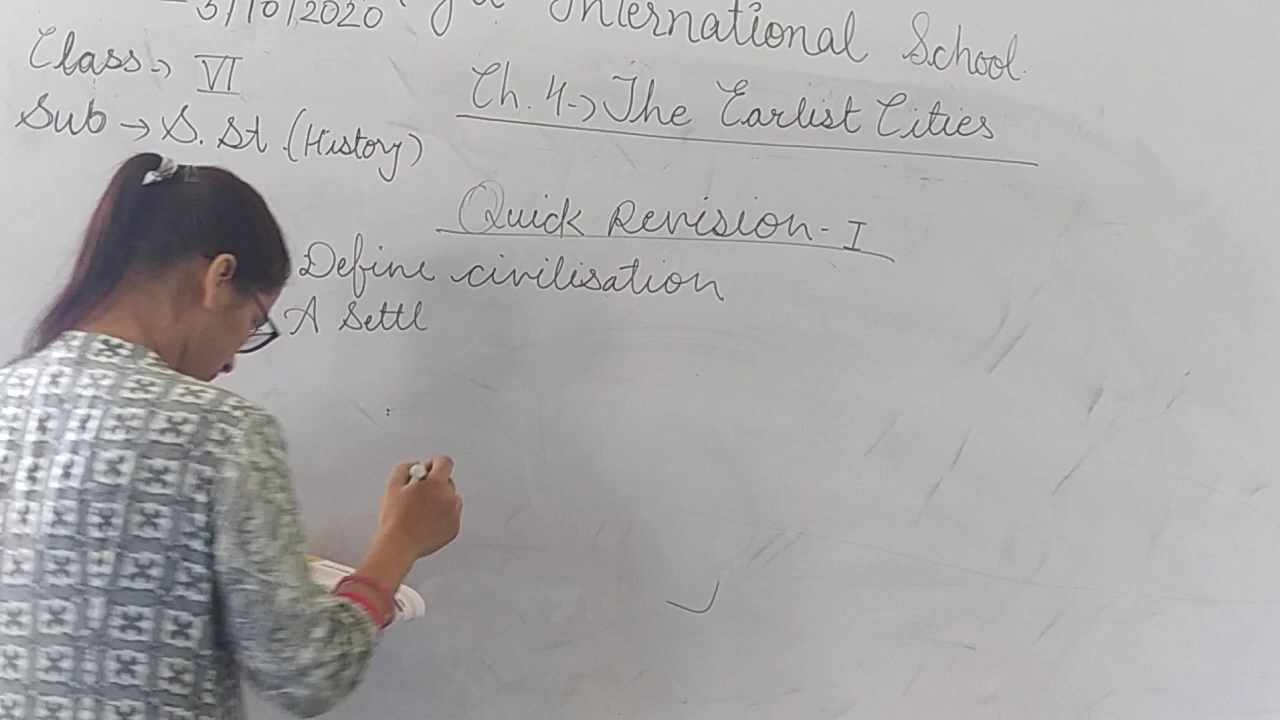 5/10/2020
International School.
Class → VI
Ch. 4 → The Earlist Cities
Sub → S. St. (History)
Quick Revision - I
Define civilisation
A Settl